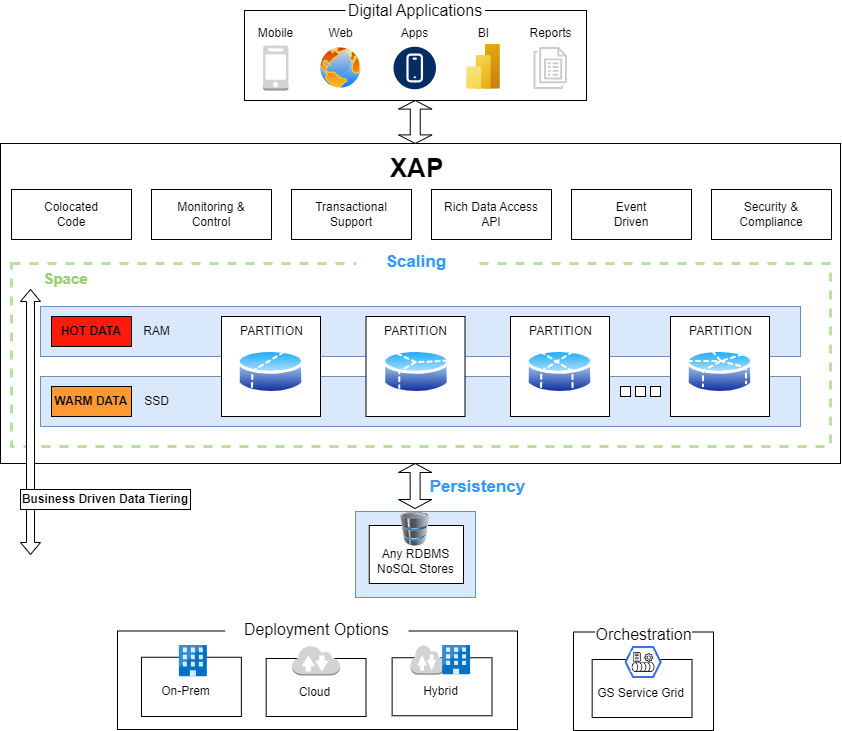 Digital Applications
Mobile
Web
Apps
BI
Reports
XAP
Colocated
Code
Monitoring &
Control
Transactional
Support
Rich Data Access
API
Event
Driven
Security &
Compliance
Scaling
Space
HOT DATA
RAM
PARTITION
PARTITION
PARTITION
PARTITION
WARM DATA
SSD
Business Driven Data Tiering
Persistency
Any RDBMS
NoSQL Stores
Deployment Options
On-Prem
Cloud
Hybrid
Orchestration
GS Service Grid